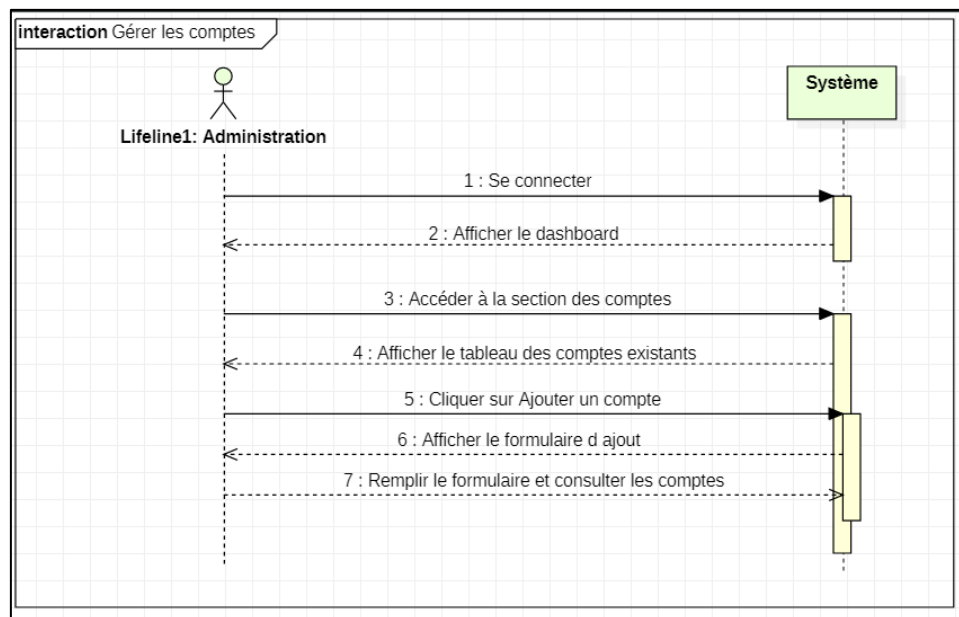 interaction Gérer les comptes
Système
Lifeline1: Administration
1 : Se connecter
2 : Afficher le dashboard
3 : Accéder à la section des comptes
4 : Afficher le tableau des comptes existants
5 : Cliquer sur Ajouter un compte
6 : Afficher le formulaire d ajout
7 : Remplir le formulaire et consulter les comptes